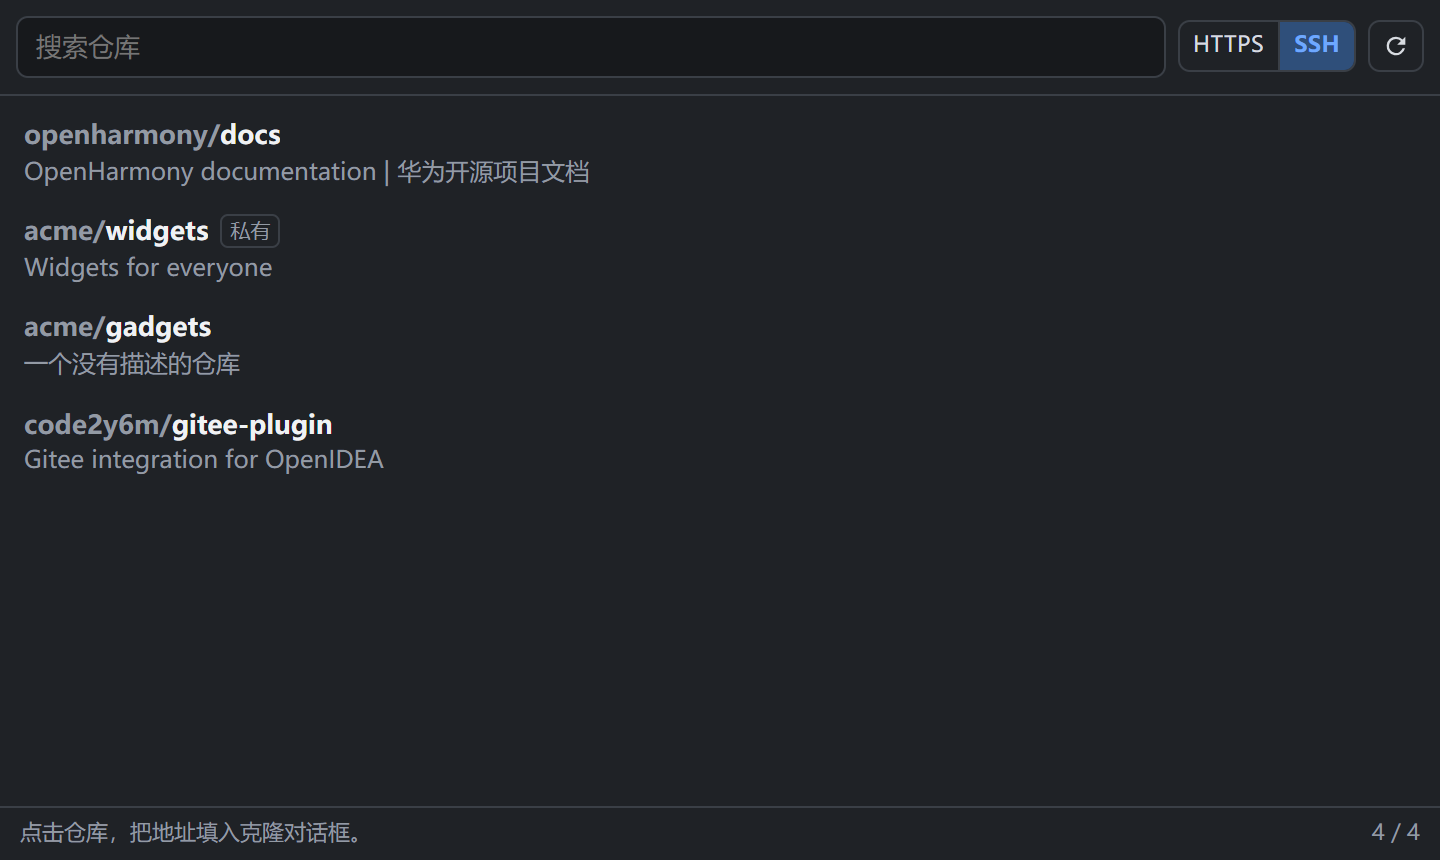 搜索仓库
HTTPS SSH
openharmony/docs
OpenHarmony documentation | 华为开源项目文档
acme/widgets 私有
Widgets for everyone
acme/gadgets
一个没有描述的仓库
code2y6m/gitee-plugin
Gitee integration for OpenIDEA
点击仓库，把地址填入克隆对话框。 4 / 4